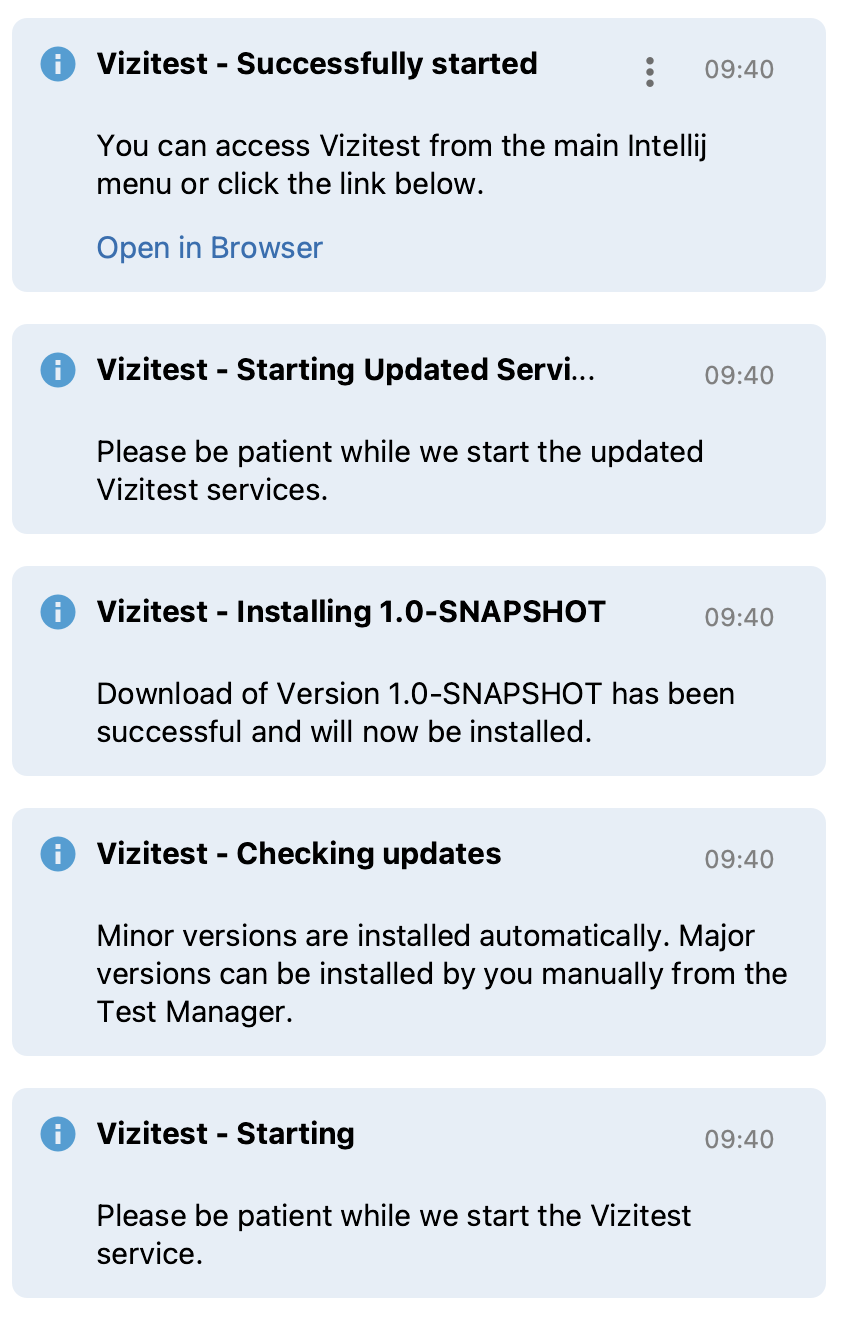 Vizitest - Successfully started
09:40
You can access Vizitest from the main Intellij
menu or click the link below.
Open in Browser
Vizitest - Starting Updated Servi...
09:40
Please be patient while we start the updated
Vizitest services.
Vizitest - Installing 1.0-SNAPSHOT
09:40
Download of Version 1.0-SNAPSHOT has been
successful and will now be installed.
Vizitest - Checking updates
09:40
Minor versions are installed automatically. Major
versions can be installed by you manually from the
Test Manager.
Vizitest - Starting
09:40
Please be patient while we start the Vizitest
service.